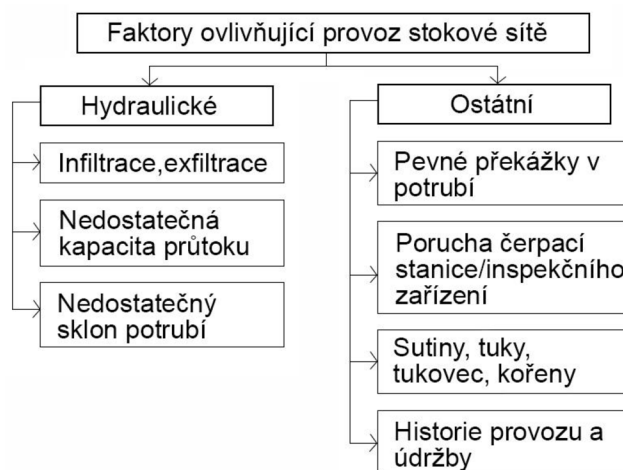 Faktory ovlivňující provoz stokové sítě
Hydraulické
Infiltrace,exfiltrace
Nedostatečná
kapacita průtoku
Nedostatečný
sklon potrubí
Ostátní
Pevné překážky v
potrubí
Porucha čerpací
stanice/inspekčního
zařízení
Sutiny, tuky,
tukovec, kořeny
Historie provozu a
údržby